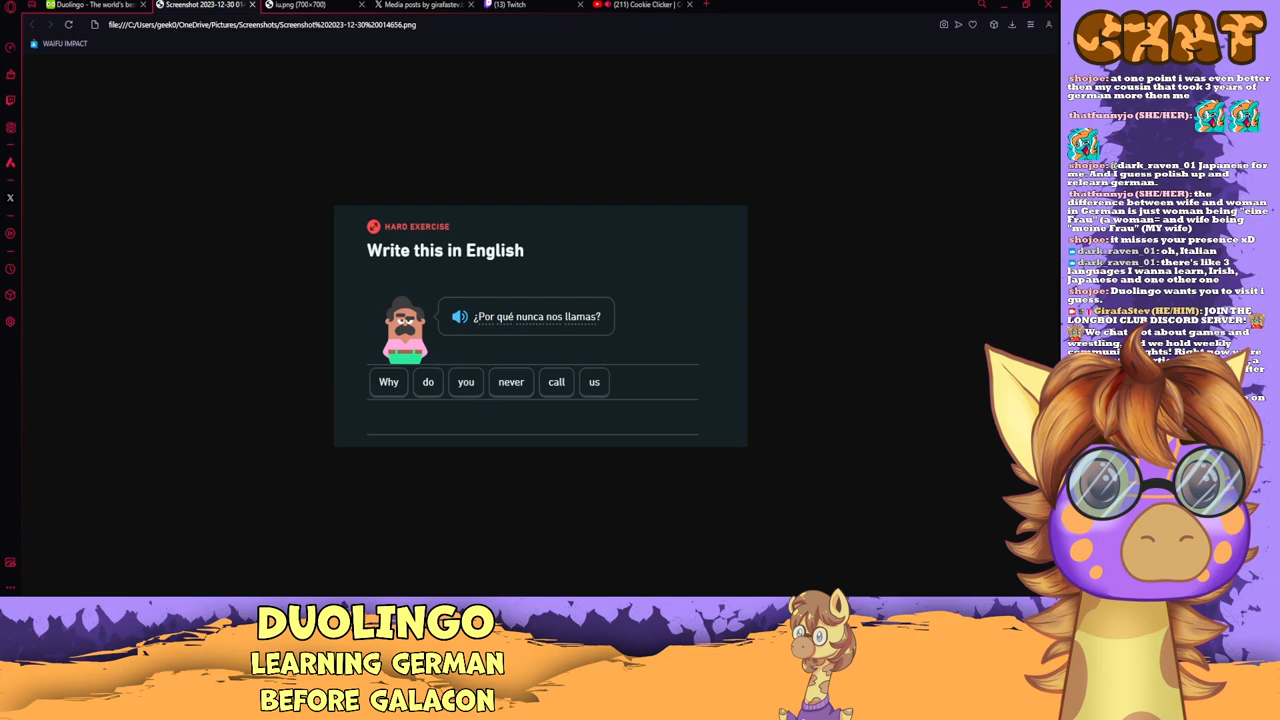 Duolingo - The world's be
Screenshot 2023-12-30 01
iu.png (700×700)
Media posts by girafastev.
(13) Twitch
(211) Cookie Clicker | C
file:///C:/Users/geek0/OneDrive/Pictures/Screenshots/Screenshot%202023-12-30%20014656.png
WAIFU IMPACT
HARD EXERCISE
Write this in English
¿Por qué nunca nos llamas?
Why do you never call us
CHAT
shojoe: at one point i was even better
then my cousin that took 3 years of
german more then me
thatfunnyjo (SHE/HER):
shojoe: @dark_raven_01 Japanese for
me. And I guess polish up and
relearn german.
thatfunnyjo (SHE/HER): the
difference between wife and woman
in German is just woman being "eine
Frau" (a woman= and wife being
"meine Frau" (MY wife)
shojoe: it misses your presence xD
dark_raven_01: oh, Italian
dark_raven_01: there's like 3
languages I wanna learn, Irish,
Japanese and one other one
shojoe: Duolingo wants you to visit i
guess.
GirafaStev (HE/HIM): JOIN THE
LONGBOI CLUB DISCORD SERVER!
We chat about games and
wrestling.
DUOLINGO
LEARNING GERMAN
BEFORE GALACON